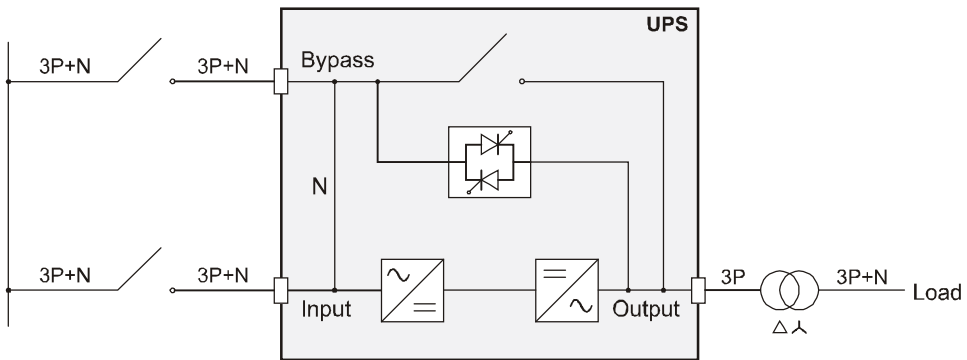 UPS
3P+N
3P+N
Bypass
N
3P+N
3P+N
Input
Output
3P
3P+N
Load